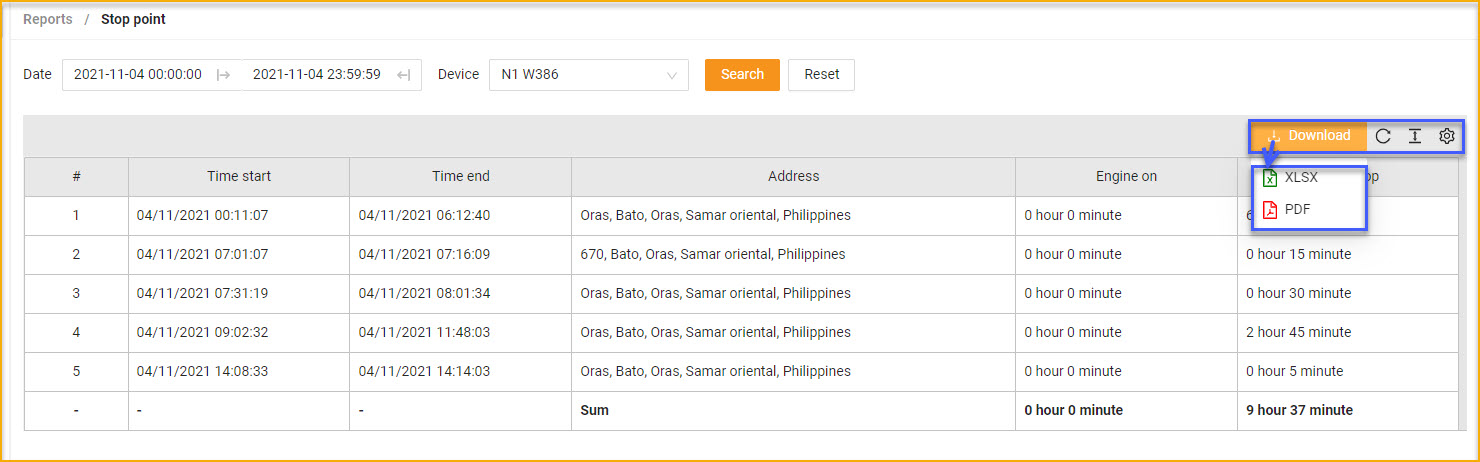 Reports / Stop point
Date 2021-11-04 00:00:00 2021-11-04 23:59:59 Device N1 W386 Search Reset
Download
# Time start Time end Address Engine on
XLSX
PDF
1 04/11/2021 00:11:07 04/11/2021 06:12:40 Oras, Bato, Oras, Samar oriental, Philippines 0 hour 0 minute
2 04/11/2021 07:01:07 04/11/2021 07:16:09 670, Bato, Oras, Samar oriental, Philippines 0 hour 0 minute 0 hour 15 minute
3 04/11/2021 07:31:19 04/11/2021 08:01:34 Oras, Bato, Oras, Samar oriental, Philippines 0 hour 0 minute 0 hour 30 minute
4 04/11/2021 09:02:32 04/11/2021 11:48:03 Oras, Bato, Oras, Samar oriental, Philippines 0 hour 0 minute 2 hour 45 minute
5 04/11/2021 14:08:33 04/11/2021 14:14:03 Oras, Bato, Oras, Samar oriental, Philippines 0 hour 0 minute 0 hour 5 minute
- - - Sum 0 hour 0 minute 9 hour 37 minute